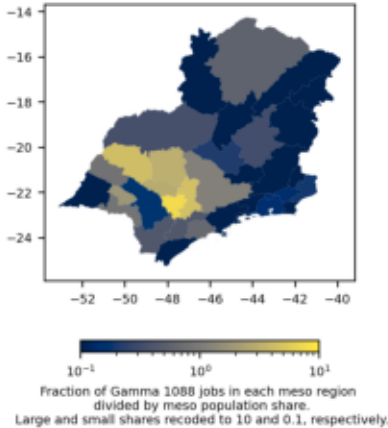 −14
−16
−18
−20
−22
−24
−52 −50 −48 −46 −44 −42 −40
10⁻¹ 10⁰ 10¹
Fraction of Gamma 1088 jobs in each meso region
divided by meso population share.
Large and small shares recoded to 10 and 0.1, respectively.